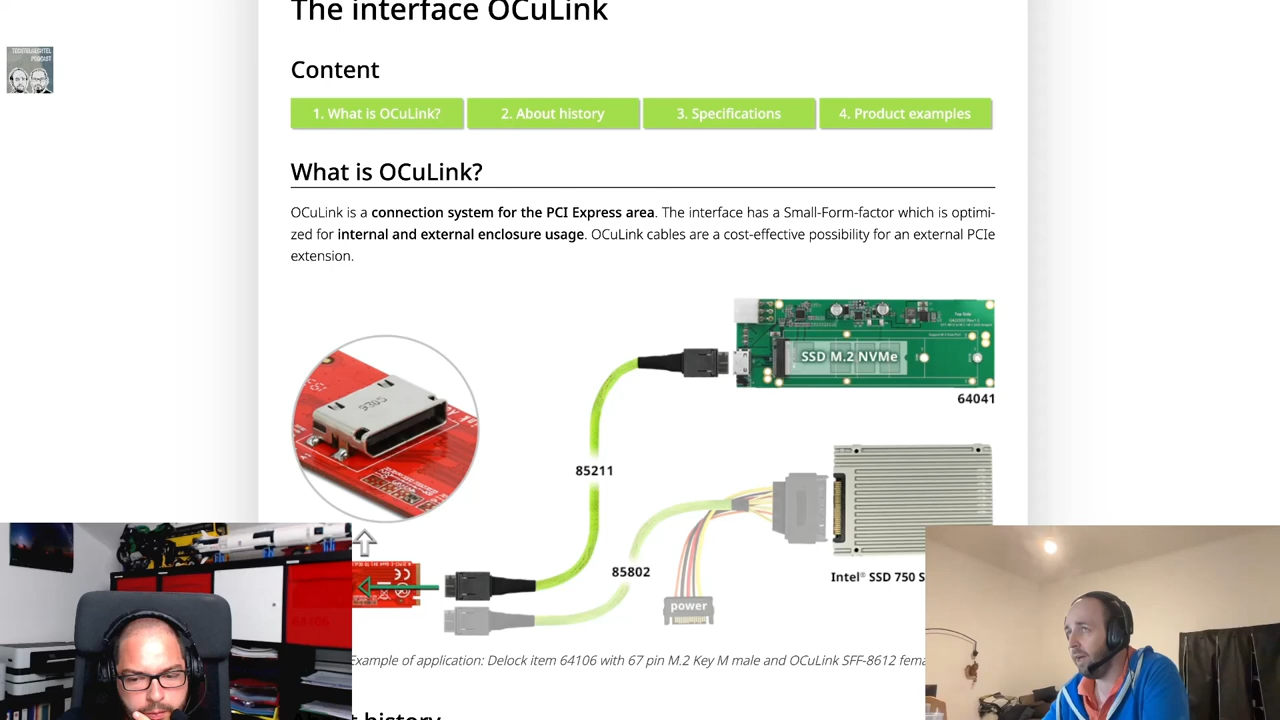 The interface OCuLink
TECHTELMECHTEL
PODCAST
Content
1. What is OCuLink?
2. About history
3. Specifications
4. Product examples
What is OCuLink?
OCuLink is a connection system for the PCI Express area. The interface has a Small-Form-factor which is optimi-
zed for internal and external enclosure usage. OCuLink cables are a cost-effective possibility for an external PCIe
extension.
SSD M.2 NVMe
64041
85211
85802
power
Intel® SSD 750 S
Example of application: Delock item 64106 with 67 pin M.2 Key M male and OCuLink SFF-8612 fema
history